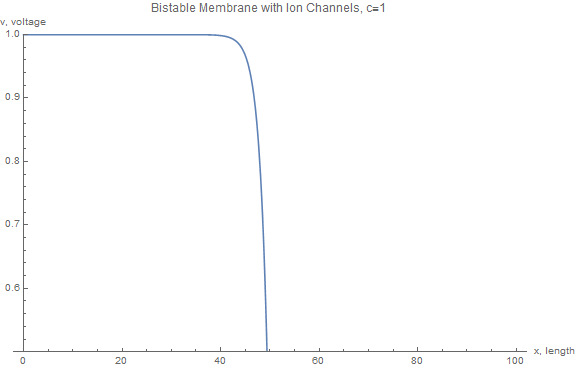 Bistable Membrane with Ion Channels, c=1
v, voltage
1.0
0.9
0.8
0.7
0.6
0 20 40 60 80 100
x, length